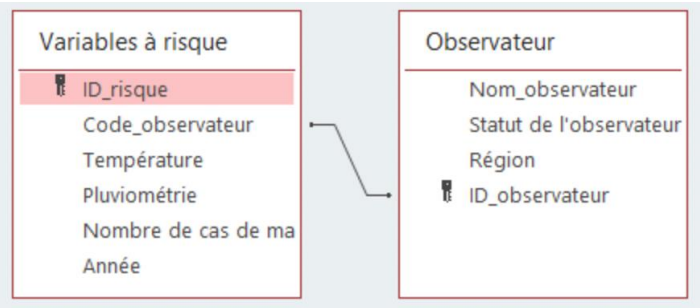 Variables à risque
ID_risque
Code_observateur
Température
Pluviométrie
Nombre de cas de ma
Année
Observateur
Nom_observateur
Statut de l'observateur
Région
ID_observateur